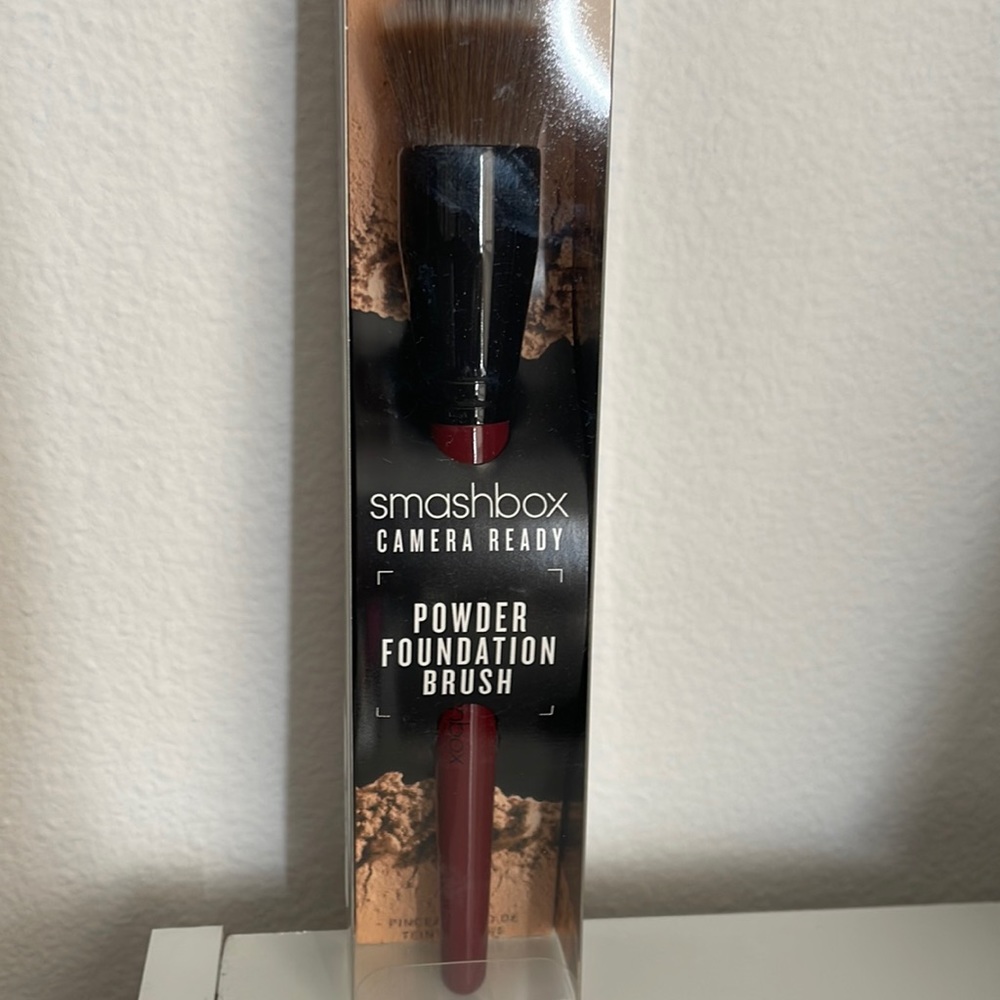 smashbox
CAMERA READY
POWDER
FOUNDATION
BRUSH